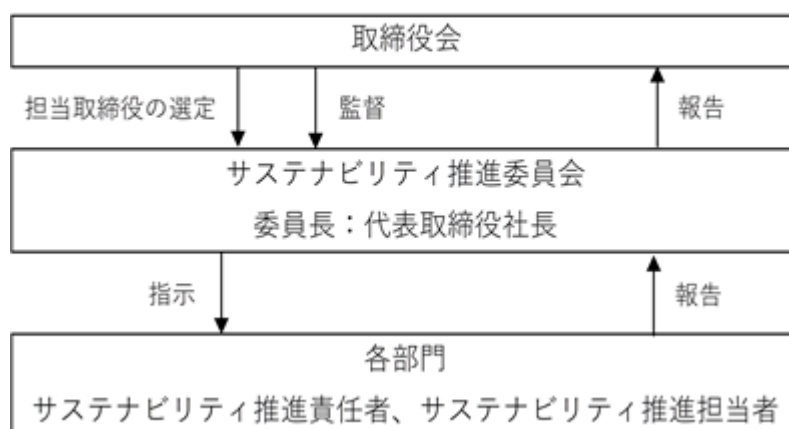 取締役会
担当取締役の選定
監督
報告
サステナビリティ推進委員会
委員長：代表取締役社長
指示
報告
各部門
サステナビリティ推進責任者、サステナビリティ推進担当者